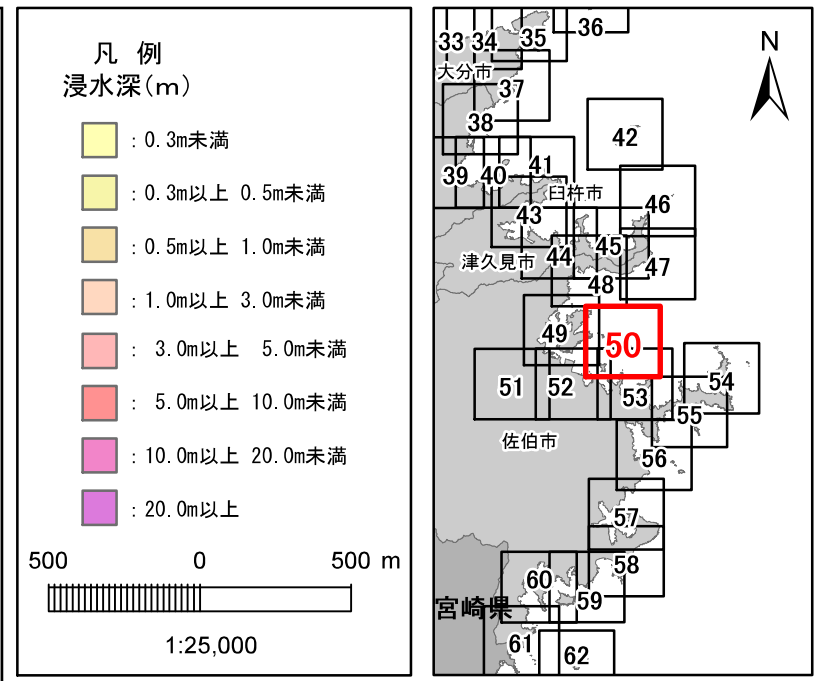 凡 例
浸水深(m)
: 0.3m未満
: 0.3m以上 0.5m未満
: 0.5m以上 1.0m未満
: 1.0m以上 3.0m未満
: 3.0m以上 5.0m未満
: 5.0m以上 10.0m未満
: 10.0m以上 20.0m未満
: 20.0m以上
500 0 500 m
1:25,000
N
33 34 35 36
大分市
37
38
42
39 40 41
臼杵市
46
43
45
津久見市 44
47
48
49
50
51 52 53 54
55
佐伯市
56
57
58
60
59
宮崎県
61
62